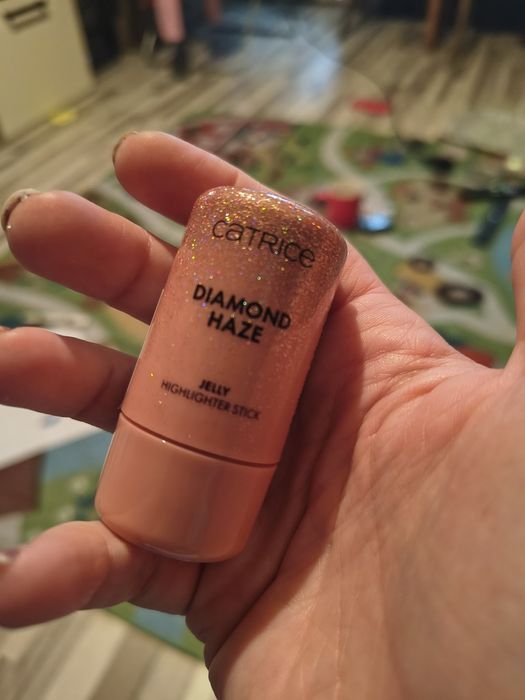 CATRICE
DIAMOND
HAZE
JELLY
HIGHLIGHTER STICK